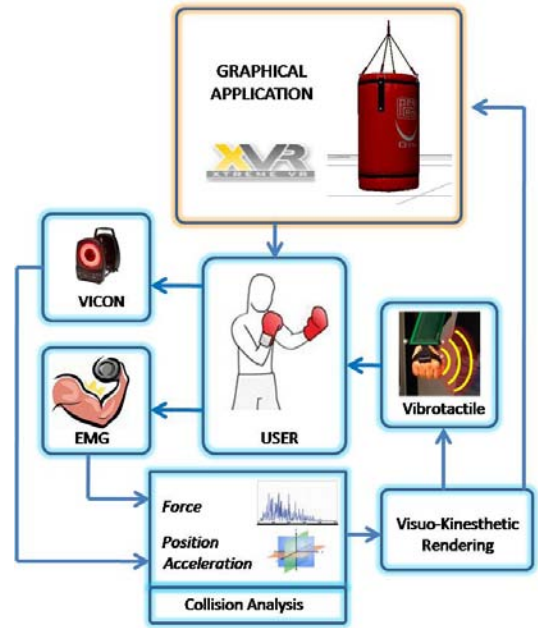 GRAPHICAL
APPLICATION
XVR
XTREME VR
VICON
EMG
USER
Vibrotactile
Force
Position
Acceleration
Collision Analysis
Visuo-Kinesthetic
Rendering